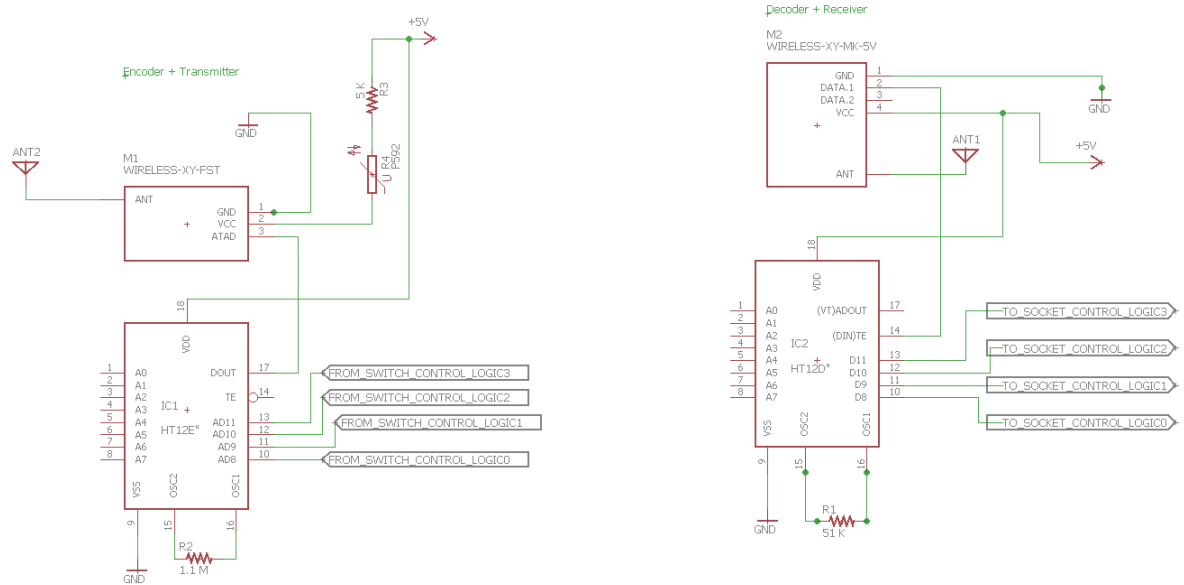 Encoder + Transmitter
+5V
5 K
R3
GND
R4
P592
U
ANT2
M1
WIRELESS-XY-FST
ANT
GND 1
VCC 2
ATAD 3
18
VDD
1 A0
2 A1
3 A2
4 A3
5 A4
6 A5
7 A6
8 A7
IC1
HT12E"
DOUT 17
TE 14
AD11 13
AD10 12
AD9 11
AD8 10
VSS
OSC2
OSC1
9
15
16
FROM_SWITCH_CONTROL_LOGIC3
FROM_SWITCH_CONTROL_LOGIC2
FROM_SWITCH_CONTROL_LOGIC1
FROM_SWITCH_CONTROL_LOGIC0
R2
1.1 M
GND
Decoder + Receiver
M2
WIRELESS-XY-MK-5V
GND 1
DATA.1 2
DATA.2 3
VCC 4
ANT
GND
ANT1
+5V
18
VDD
1 A0
2 A1
3 A2
4 A3
5 A4
6 A5
7 A6
8 A7
IC2
HT12D"
(VT)ADOUT 17
(DIN)TE 14
D11 13
D10 12
D9 11
D8 10
VSS
OSC2
OSC1
9
15
16
TO_SOCKET_CONTROL_LOGIC3
TO_SOCKET_CONTROL_LOGIC2
TO_SOCKET_CONTROL_LOGIC1
TO_SOCKET_CONTROL_LOGIC0
R1
51 K
GND